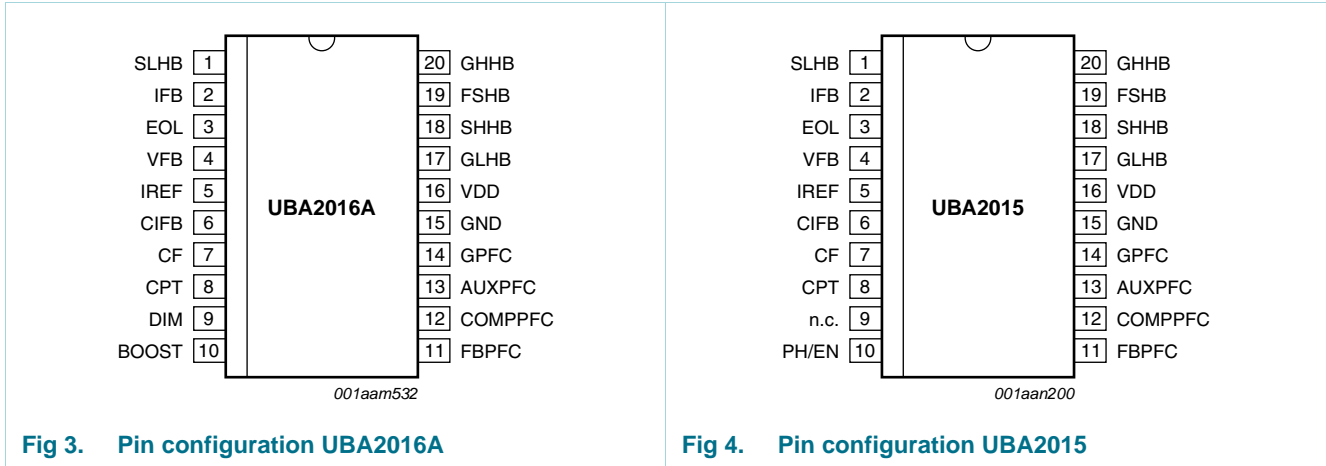 SLHB 1 20 GHHB
IFB 2 19 FSHB
EOL 3 18 SHHB
VFB 4 17 GLHB
IREF 5 16 VDD
UBA2016A
CIFB 6 15 GND
CF 7 14 GPFC
CPT 8 13 AUXPFC
DIM 9 12 COMPPFC
BOOST 10 11 FBPFC
001aam532
Fig 3. Pin configuration UBA2016A
SLHB 1 20 GHHB
IFB 2 19 FSHB
EOL 3 18 SHHB
VFB 4 17 GLHB
IREF 5 16 VDD
UBA2015
CIFB 6 15 GND
CF 7 14 GPFC
CPT 8 13 AUXPFC
n.c. 9 12 COMPPFC
PH/EN 10 11 FBPFC
001aan200
Fig 4. Pin configuration UBA2015